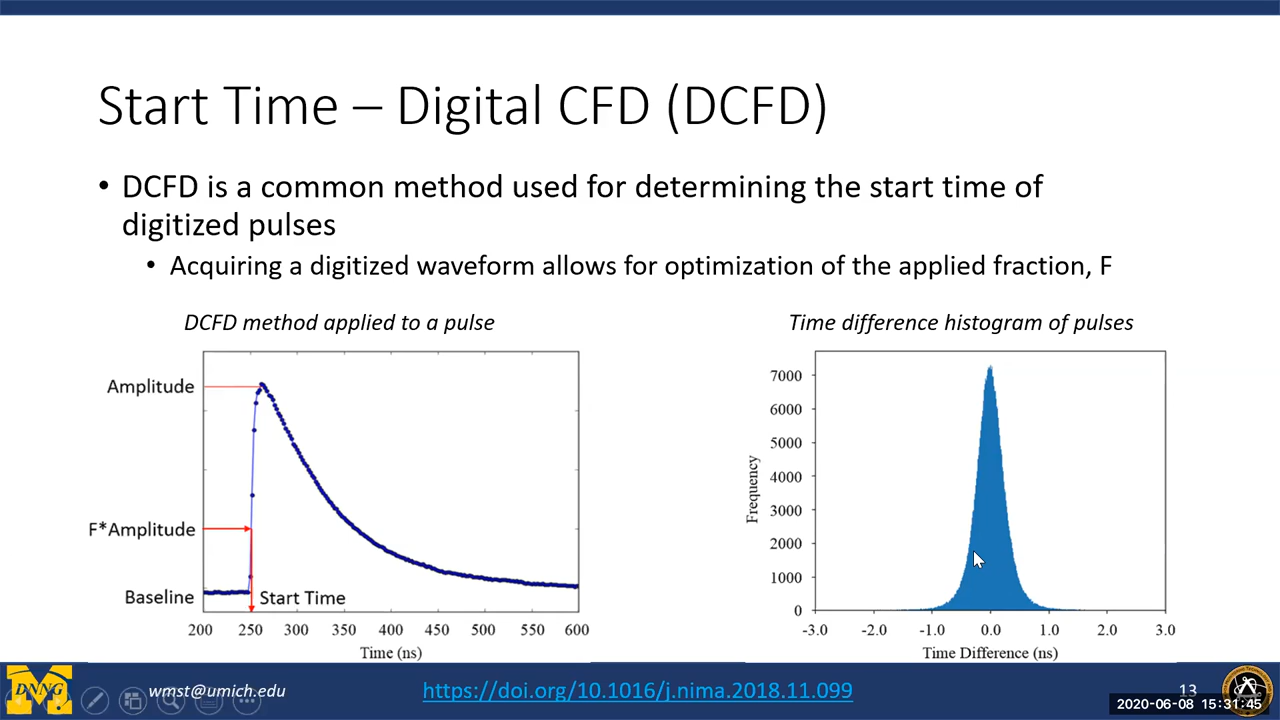 Start Time – Digital CFD (DCFD)
• DCFD is a common method used for determining the start time of
digitized pulses
• Acquiring a digitized waveform allows for optimization of the applied fraction, F
DCFD method applied to a pulse
Amplitude
F*Amplitude
Baseline
Start Time
200 250 300 350 400 450 500 550 600
Time (ns)
Time difference histogram of pulses
Frequency
7000
6000
5000
4000
3000
2000
1000
0
-3.0 -2.0 -1.0 0.0 1.0 2.0 3.0
Time Difference (ns)
DNNG
wmst@umich.edu
https://doi.org/10.1016/j.nima.2018.11.099
13
2020-06-08 15:31:45